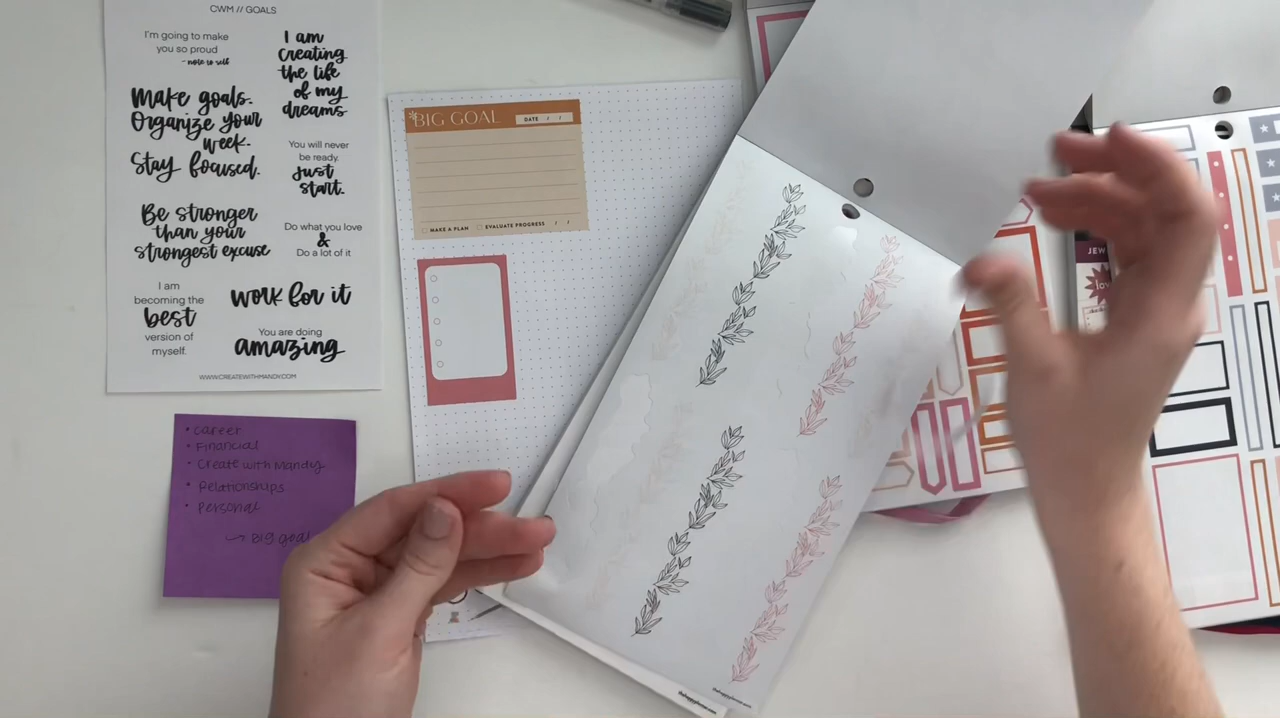 CWM // GOALS
I'm going to make
you so proud
- note to self
I am
creating
the life
of my
dreams
Make goals.
Organize your
week.
Stay focused.
You will never
be ready.
Just
start.
Be stronger
than your
strongest excuse
Do what you love
&
Do a lot of it
I am
becoming the
best
version of
myself.
work for it
You are doing
amazing
WWW.CREATEWITHMANDY.COM
• Career
• Financial
• Create with Mandy
• Relationships
• Personal
→ Big goal
BIG GOAL
DATE / /
MAKE A PLAN
EVALUATE PROGRESS / /